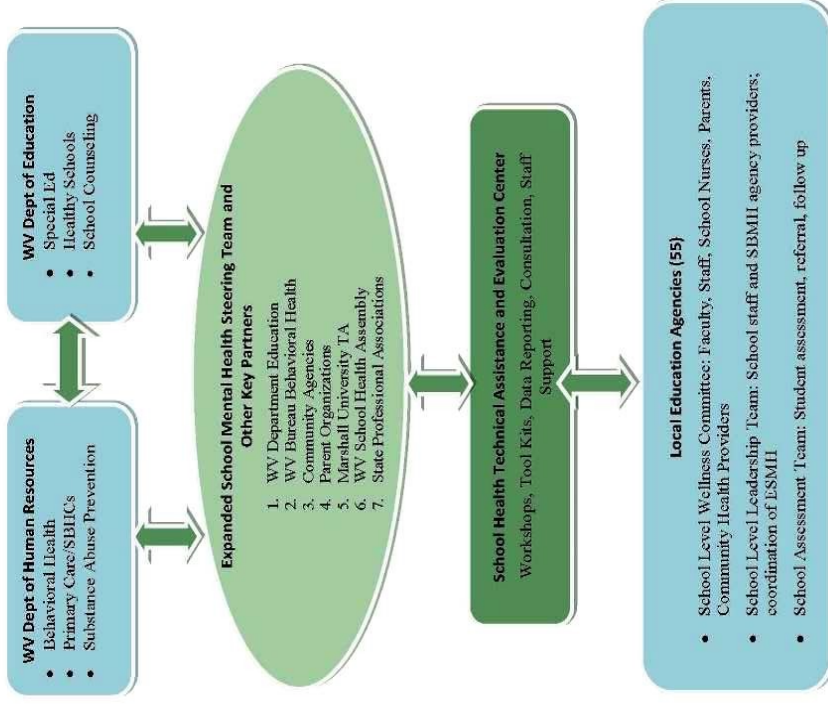 WV Dept of Human Resources
• Behavioral Health
• Primary Care/SBHCs
• Substance Abuse Prevention
WV Dept of Education
• Special Ed
• Healthy Schools
• School Counseling
Expanded School Mental Health Steering Team and
Other Key Partners
1. WV Department Education
2. WV Bureau Behavioral Health
3. Community Agencies
4. Parent Organizations
5. Marshall University TA
6. WV School Health Assembly
7. State Professional Associations
School Health Technical Assistance and Evaluation Center
Workshops, Tool Kits, Data Reporting, Consultation, Staff
Support
Local Education Agencies (55)
• School Level Wellness Committee: Faculty, Staff, School Nurses, Parents,
Community Health Providers
• School Level Leadership Team: School staff and SBMH agency providers;
coordination of ESMH
• School Assessment Team: Student assessment, referral, follow up